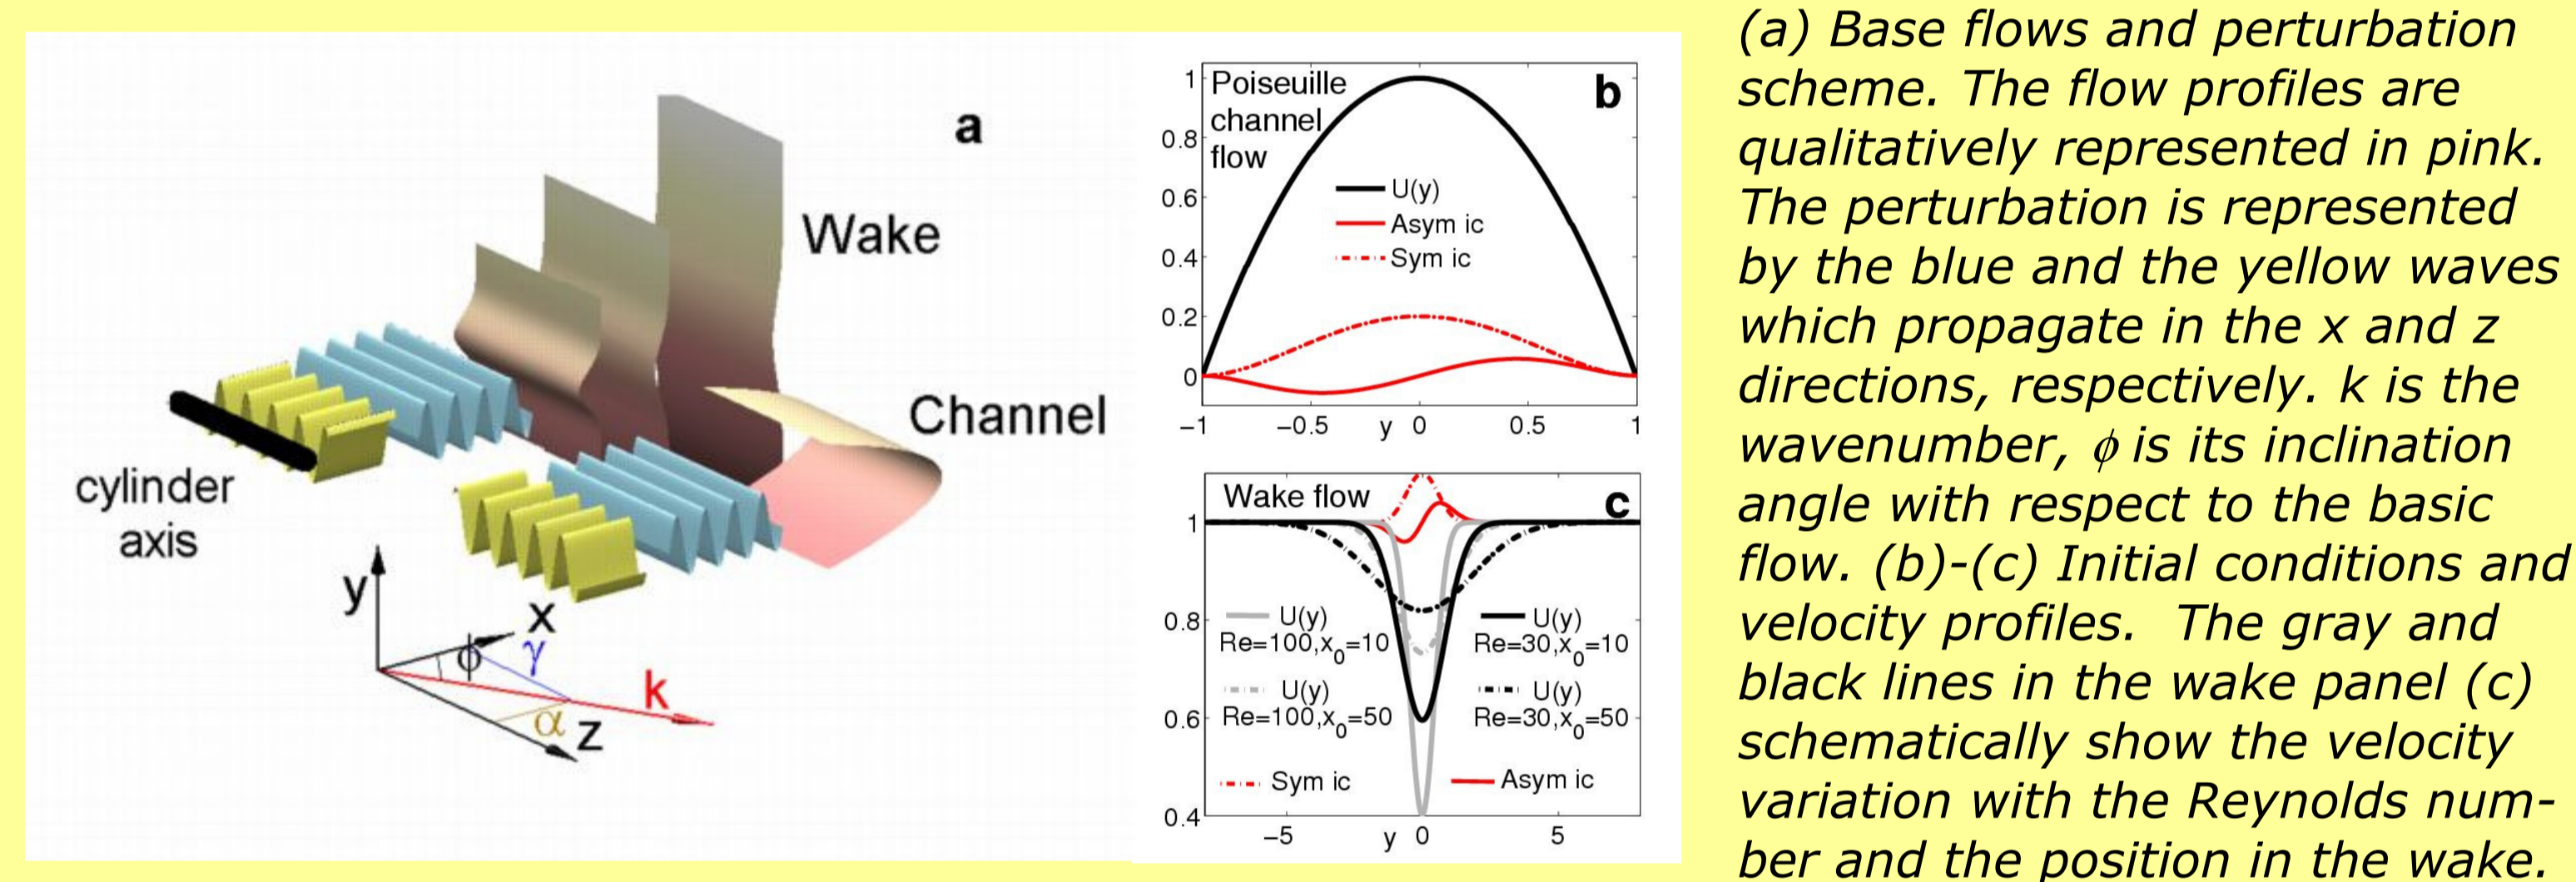 a
Wake
Channel
cylinder
axis
y
x
ϕ
γ
k
α
z
Poiseuille
channel
flow
b
1
0.8
0.6
0.4
0.2
0
U(y)
Asym ic
Sym ic
−1 −0.5 y 0 0.5 1
Wake flow
c
1
0.8
0.6
0.4
U(y)
Re=100,x0=10
U(y)
Re=30,x0=10
U(y)
Re=100,x0=50
U(y)
Re=30,x0=50
Sym ic
Asym ic
−5 y 0 5
(a) Base flows and perturbation
scheme. The flow profiles are
qualitatively represented in pink.
The perturbation is represented
by the blue and the yellow waves
which propagate in the x and z
directions, respectively. k is the
wavenumber, ϕ is its inclination
angle with respect to the basic
flow. (b)-(c) Initial conditions and
velocity profiles. The gray and
black lines in the wake panel (c)
schematically show the velocity
variation with the Reynolds num-
ber and the position in the wake.